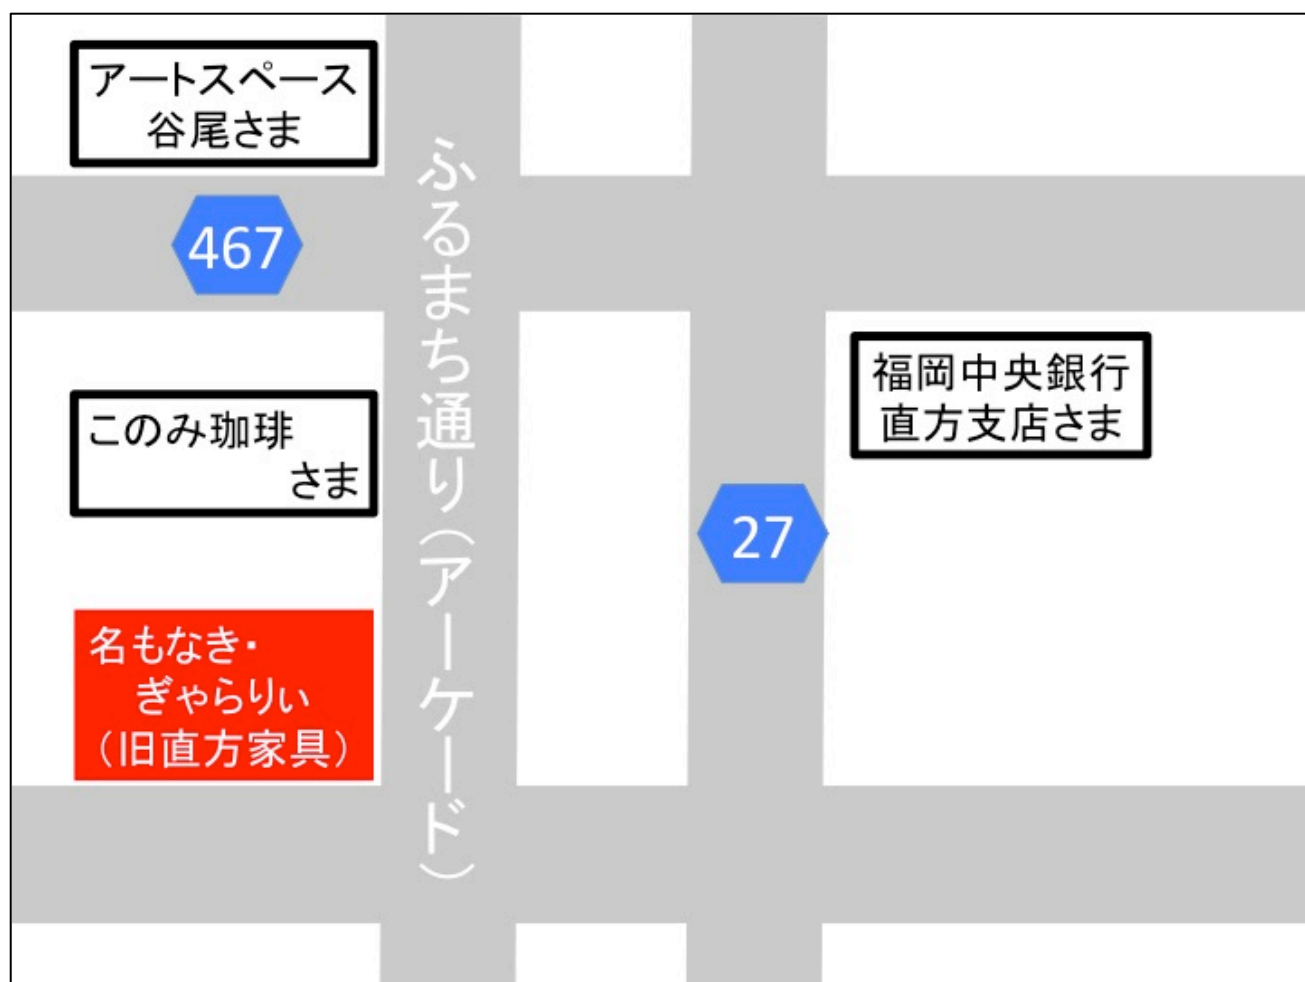 アートスペース
谷尾さま
467
ふるまち通り(アーケード)
福岡中央銀行
直方支店さま
このみ珈琲
さま
27
名もなき・
ぎゃらりぃ
(旧直方家具)